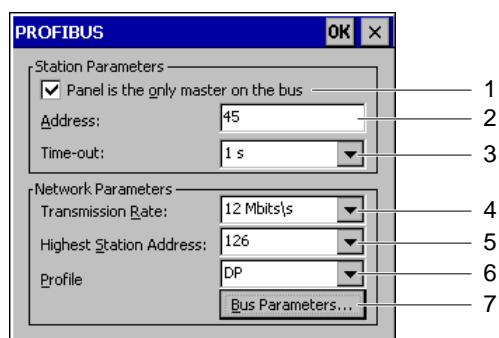 PROFIBUS OK ×
Station Parameters
Panel is the only master on the bus 1
Address: 45 2
Time-out: 1 s 3
Network Parameters
Transmission Rate: 12 Mbits\s 4
Highest Station Address: 126 5
Profile DP 6
Bus Parameters... 7